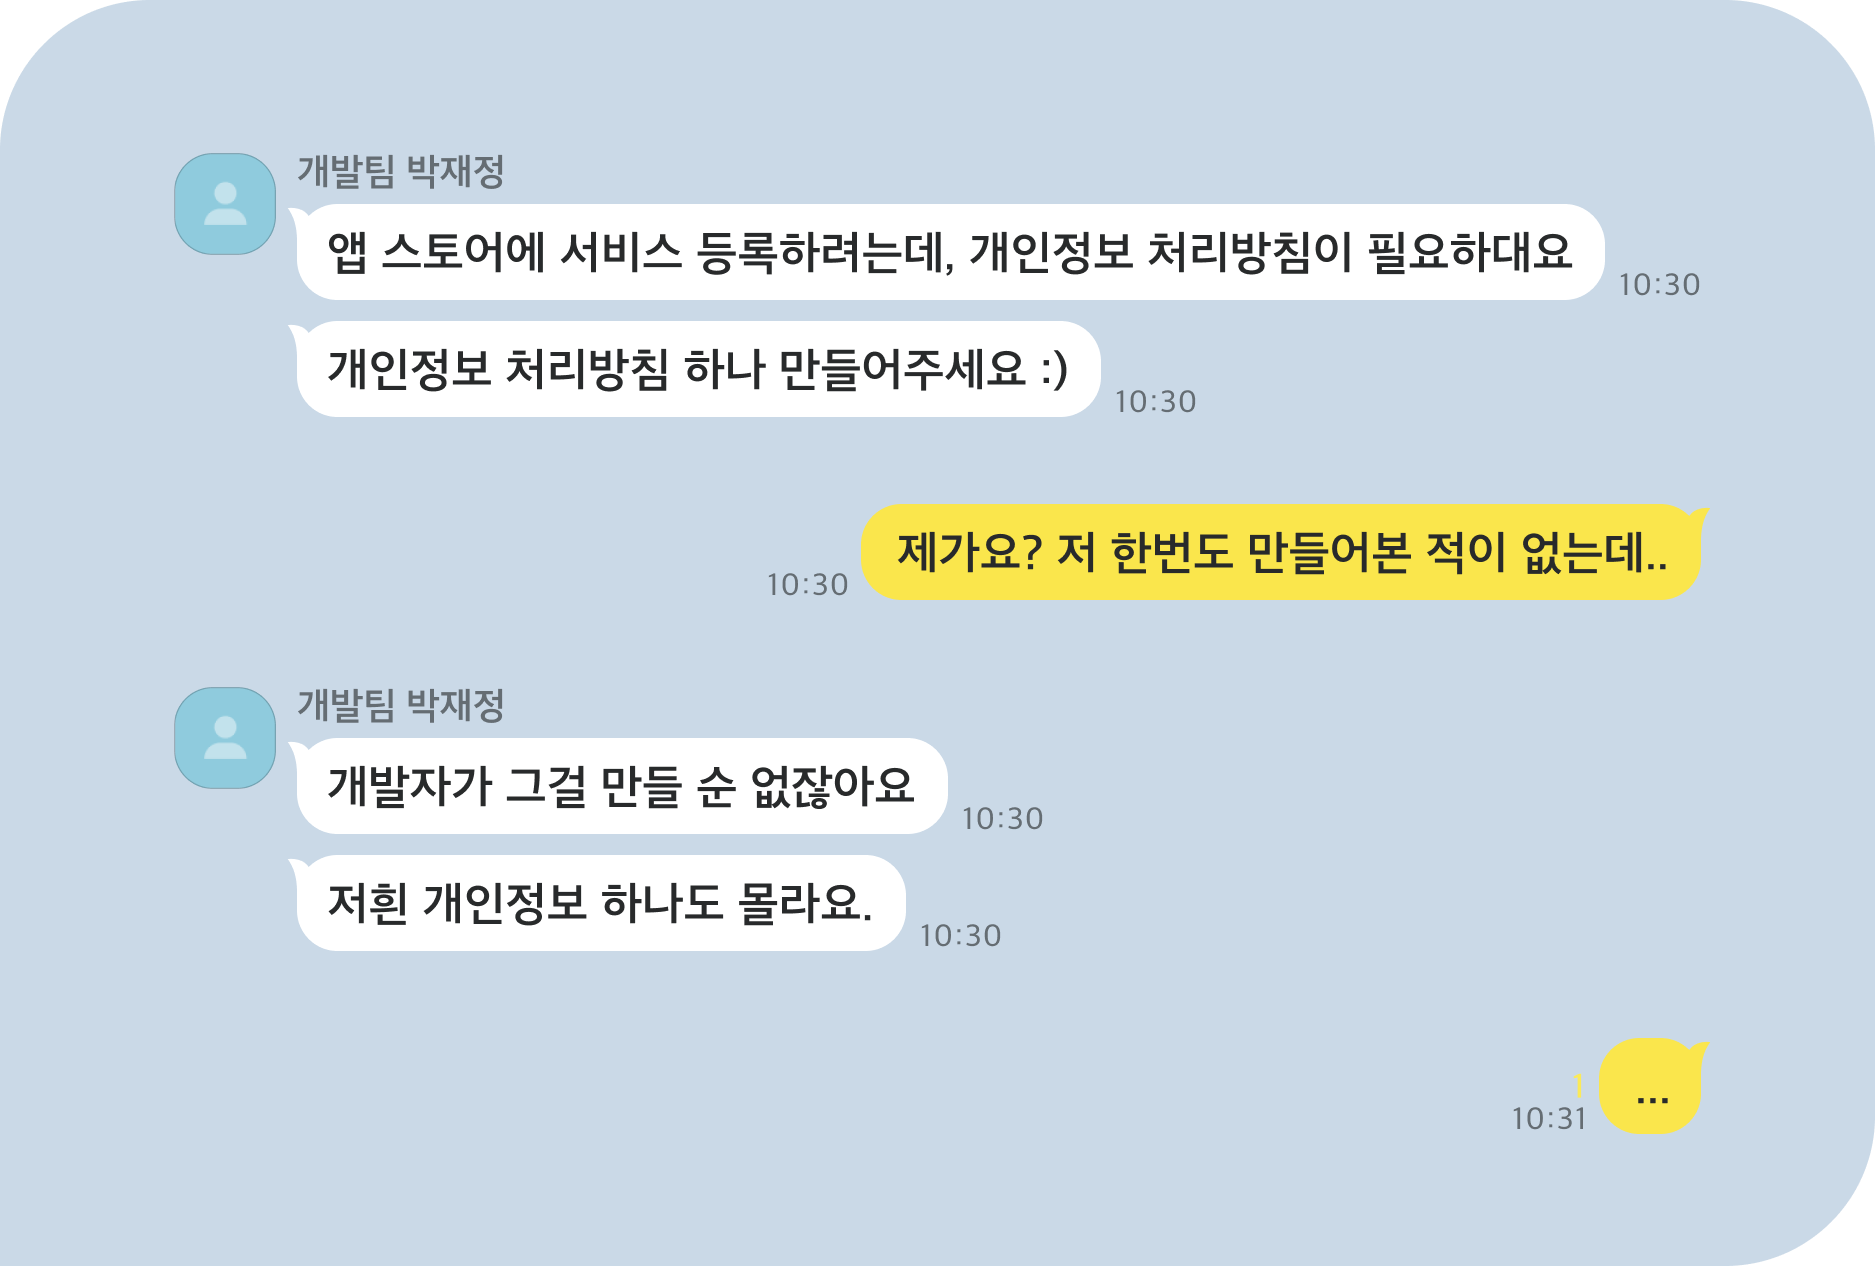 개발팀 박재정
앱 스토어에 서비스 등록하려는데, 개인정보 처리방침이 필요하대요
10:30
개인정보 처리방침 하나 만들어주세요 :)
10:30
제가요? 저 한번도 만들어본 적이 없는데..
10:30
개발팀 박재정
개발자가 그걸 만들 순 없잖아요
10:30
저흰 개인정보 하나도 몰라요.
10:30
...
1
10:31